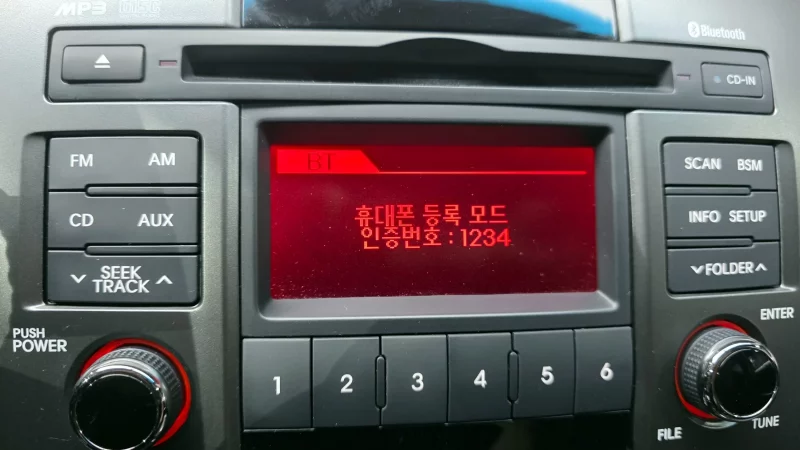 MP3
Bluetooth
CD-IN
FM AM
CD AUX
SEEK
TRACK
PUSH
POWER
BT
휴대폰 등록 모드
인증번호 : 1234
1 2 3 4 5 6
SCAN BSM
INFO SETUP
FOLDER
ENTER
TUNE
FILE